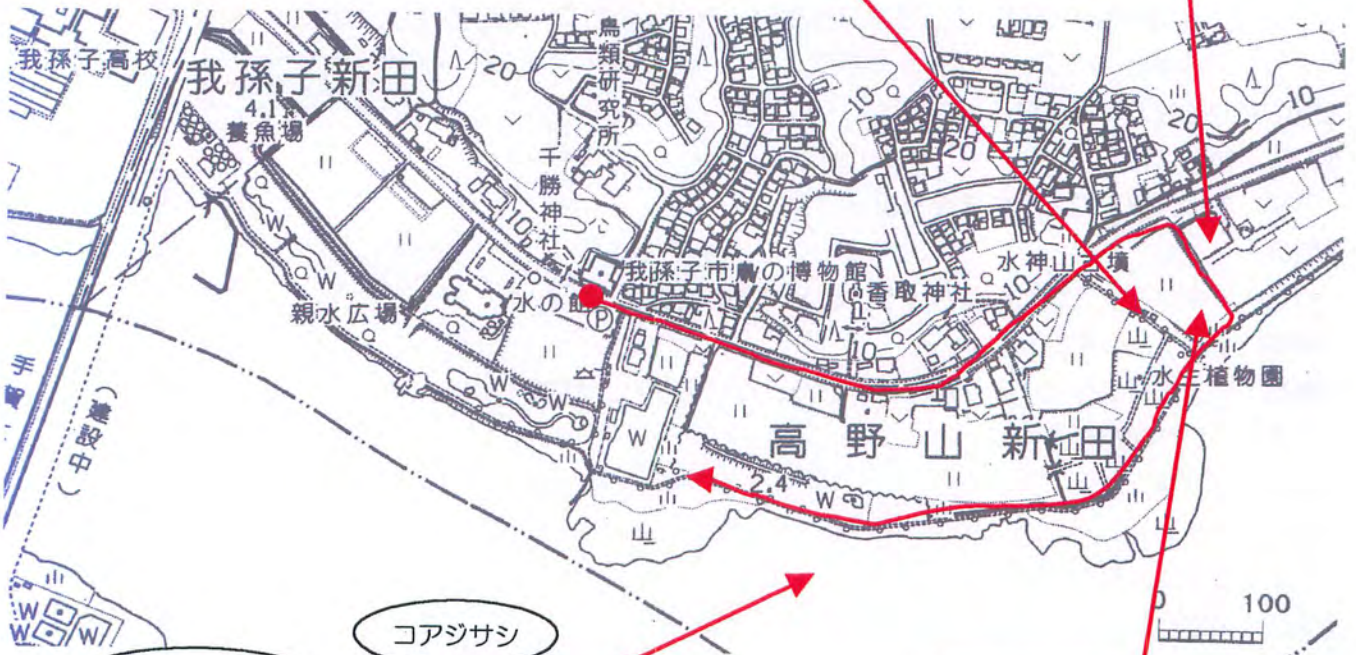 我孫子高校
我孫子新田
4.1
養魚場
20
鳥類研究所
千勝神社
10
我孫子市鳥の博物館
水の館
P
親水広場
香取神社
10
20
水神山古墳
10
20
10
水生植物園
高野山新田
2.4
W
W
W
W
W
W
手賀
(建設中)
W
W
W
コアジサシ
0 100